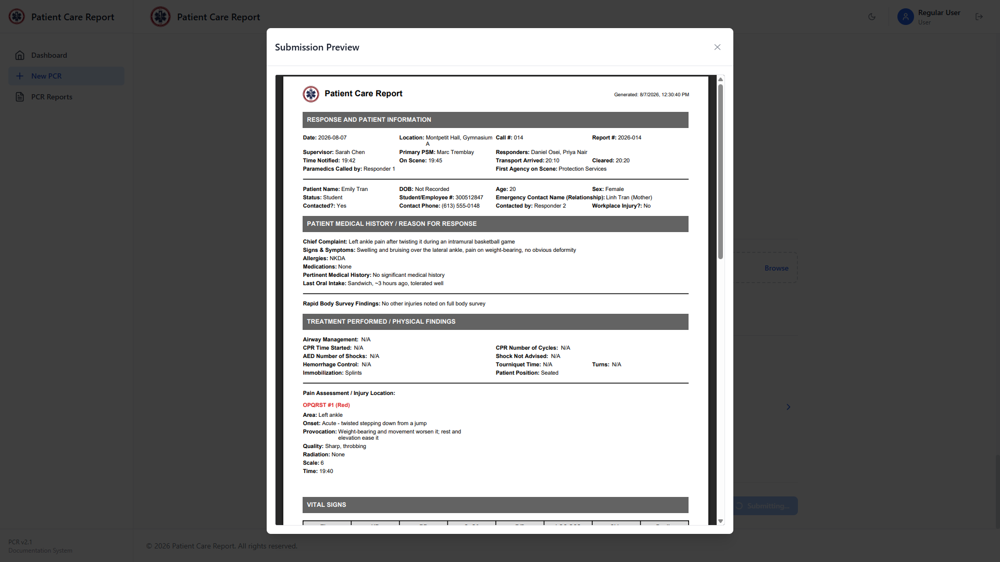 Patient Care Report
Patient Care Report
Regular User
User
Dashboard
New PCR
PCR Reports
Submission Preview
Patient Care Report
Generated: 8/7/2026, 12:30:40 PM
RESPONSE AND PATIENT INFORMATION
Date: 2026-08-07 Location: Montpetit Hall, Gymnasium A Call #: 014 Report #: 2026-014
Supervisor: Sarah Chen Primary PSM: Marc Tremblay Responders: Daniel Osei, Priya Nair
Time Notified: 19:42 On Scene: 19:45 Transport Arrived: 20:10 Cleared: 20:20
Paramedics Called by: Responder 1 First Agency on Scene: Protection Services
Patient Name: Emily Tran DOB: Not Recorded Age: 20 Sex: Female
Status: Student Student/Employee #: 300512847 Emergency Contact Name (Relationship): Linh Tran (Mother)
Contacted?: Yes Contact Phone: (613) 555-0148 Contacted by: Responder 2 Workplace Injury?: No
PATIENT MEDICAL HISTORY / REASON FOR RESPONSE
Chief Complaint: Left ankle pain after twisting it during an intramural basketball game
Signs & Symptoms: Swelling and bruising over the lateral ankle, pain on weight-bearing, no obvious deformity
Allergies: NKDA
Medications: None
Pertinent Medical History: No significant medical history
Last Oral Intake: Sandwich, ~3 hours ago, tolerated well
Rapid Body Survey Findings: No other injuries noted on full body survey
TREATMENT PERFORMED / PHYSICAL FINDINGS
Airway Management: N/A
CPR Time Started: N/A CPR Number of Cycles: N/A
AED Number of Shocks: N/A Shock Not Advised: N/A
Hemorrhage Control: N/A Tourniquet Time: N/A Turns: N/A
Immobilization: Splints Patient Position: Seated
Pain Assessment / Injury Location:
OPQRST #1 (Red)
Area: Left ankle
Onset: Acute - twisted stepping down from a jump
Provocation: Weight-bearing and movement worsen it; rest and
elevation ease it
Quality: Sharp, throbbing
Radiation: None
Scale: 6
Time: 19:40
VITAL SIGNS
Browse
Submitting...
PCR v2.1
Documentation System
© 2026 Patient Care Report. All rights reserved.